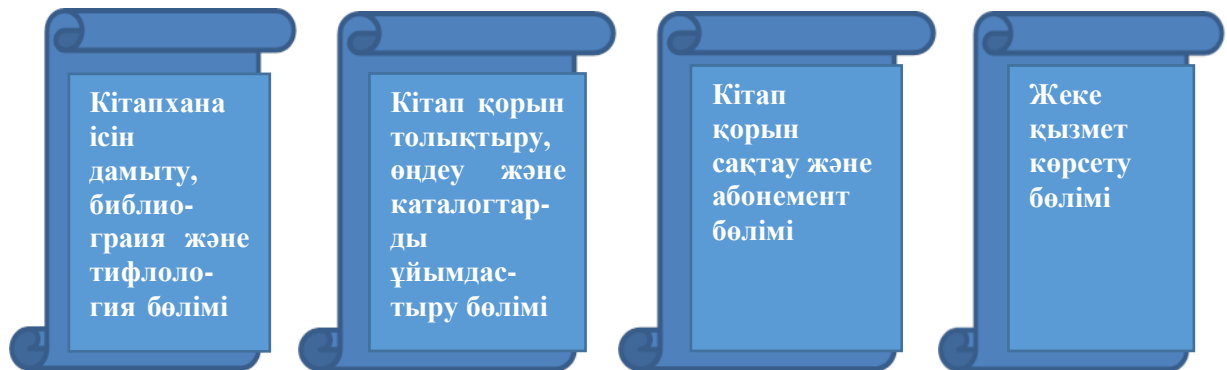 Кітапхана
ісін
дамыту,
библио-
граия және
тифлоло-
гия бөлімі
Кітап қорын
толықтыру,
өңдеу және
каталогтар-
ды
ұйымдас-
тыру бөлімі
Кітап
қорын
сақтау және
абонемент
бөлімі
Жеке
қызмет
көрсету
бөлімі